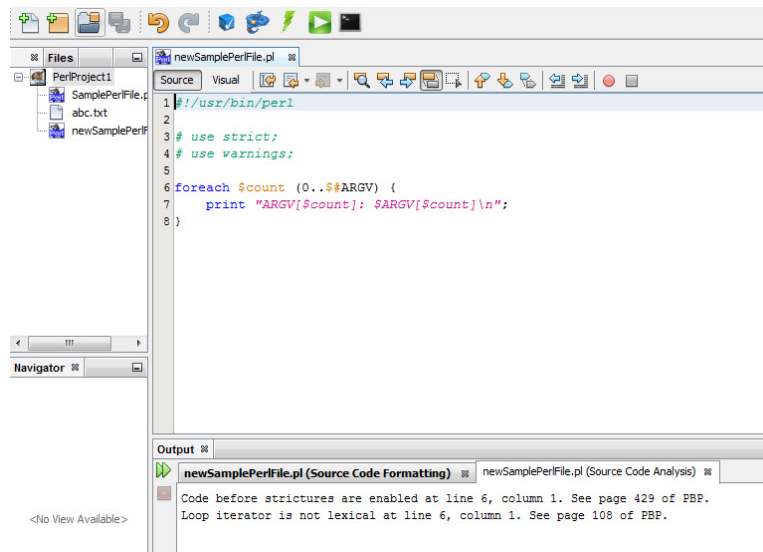 Files
newSamplePerlFile.pl
PerlProject1
SamplePerlFile.p
abc.txt
newSamplePerlF
Source Visual
1 #!/usr/bin/perl
2
3 # use strict;
4 # use warnings;
5
6 foreach $count (0..$#ARGV) {
7 print "ARGV[$count]: $ARGV[$count]\n";
8 }
Navigator
<No View Available>
Output
newSamplePerlFile.pl (Source Code Formatting) newSamplePerlFile.pl (Source Code Analysis)
Code before strictures are enabled at line 6, column 1. See page 429 of PBP.
Loop iterator is not lexical at line 6, column 1. See page 108 of PBP.